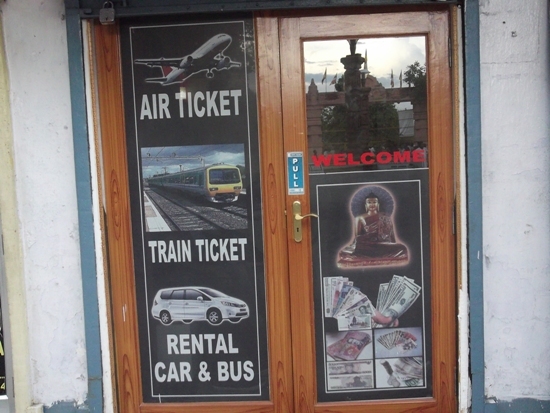 AIR TICKET
TRAIN TICKET
RENTAL
CAR & BUS
PULL
WELCOME